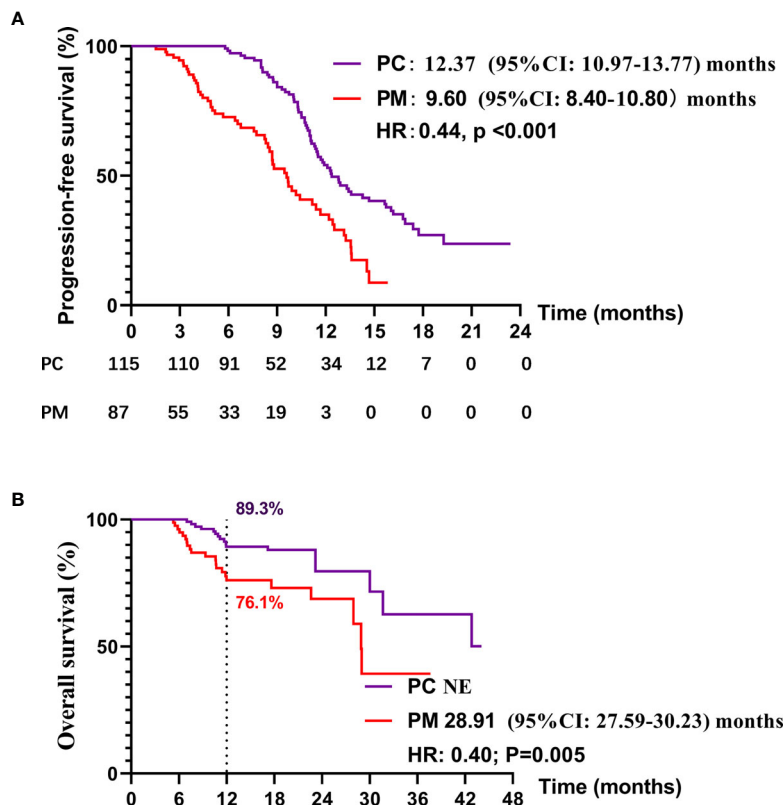 A
Progression-free survival (%)
100
50
0
PC: 12.37 (95%CI: 10.97-13.77) months
PM: 9.60 (95%CI: 8.40-10.80) months
HR: 0.44, p <0.001
Time (months)
0 3 6 9 12 15 18 21 24
PC 115 110 91 52 34 12 7 0 0
PM 87 55 33 19 3 0 0 0 0
B
Overall survival (%)
100
50
0
89.3%
76.1%
PC NE
PM 28.91 (95%CI: 27.59-30.23) months
HR: 0.40; P=0.005
Time (months)
0 6 12 18 24 30 36 42 48